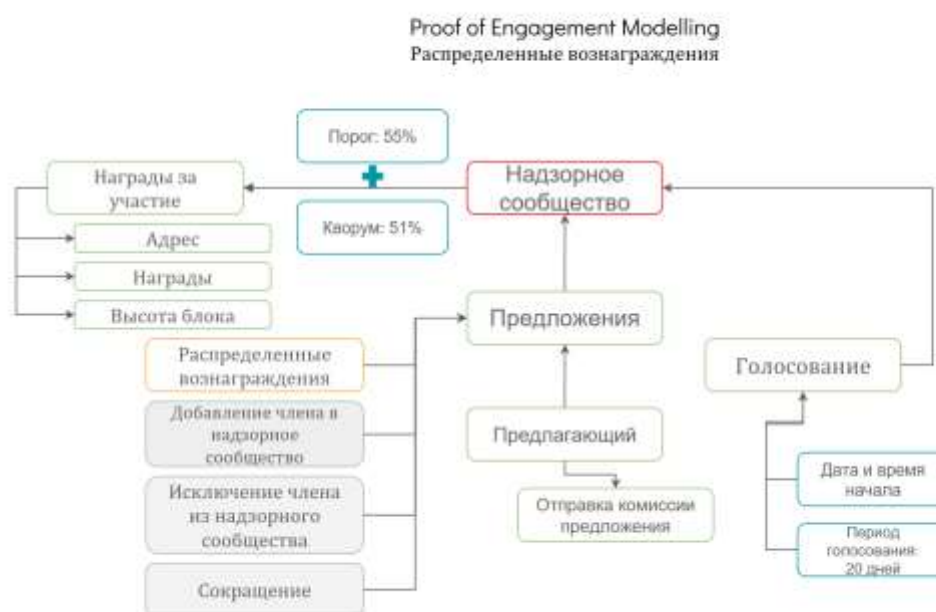 Proof of Engagement Modelling
Распределенные вознаграждения
Порог: 55%
Награды за
участие
Надзорное
сообщество
Кворум: 51%
Адрес
Награды
Высота блока
Предложения
Распределенные
вознаграждения
Голосование
Добавление члена в
надзорное
сообщество
Предлагающий
Дата и время
начала
Исключение члена
из надзорного
сообщества
Отправка комиссии
предложения
Период
голосования:
20 дней
Сокращение